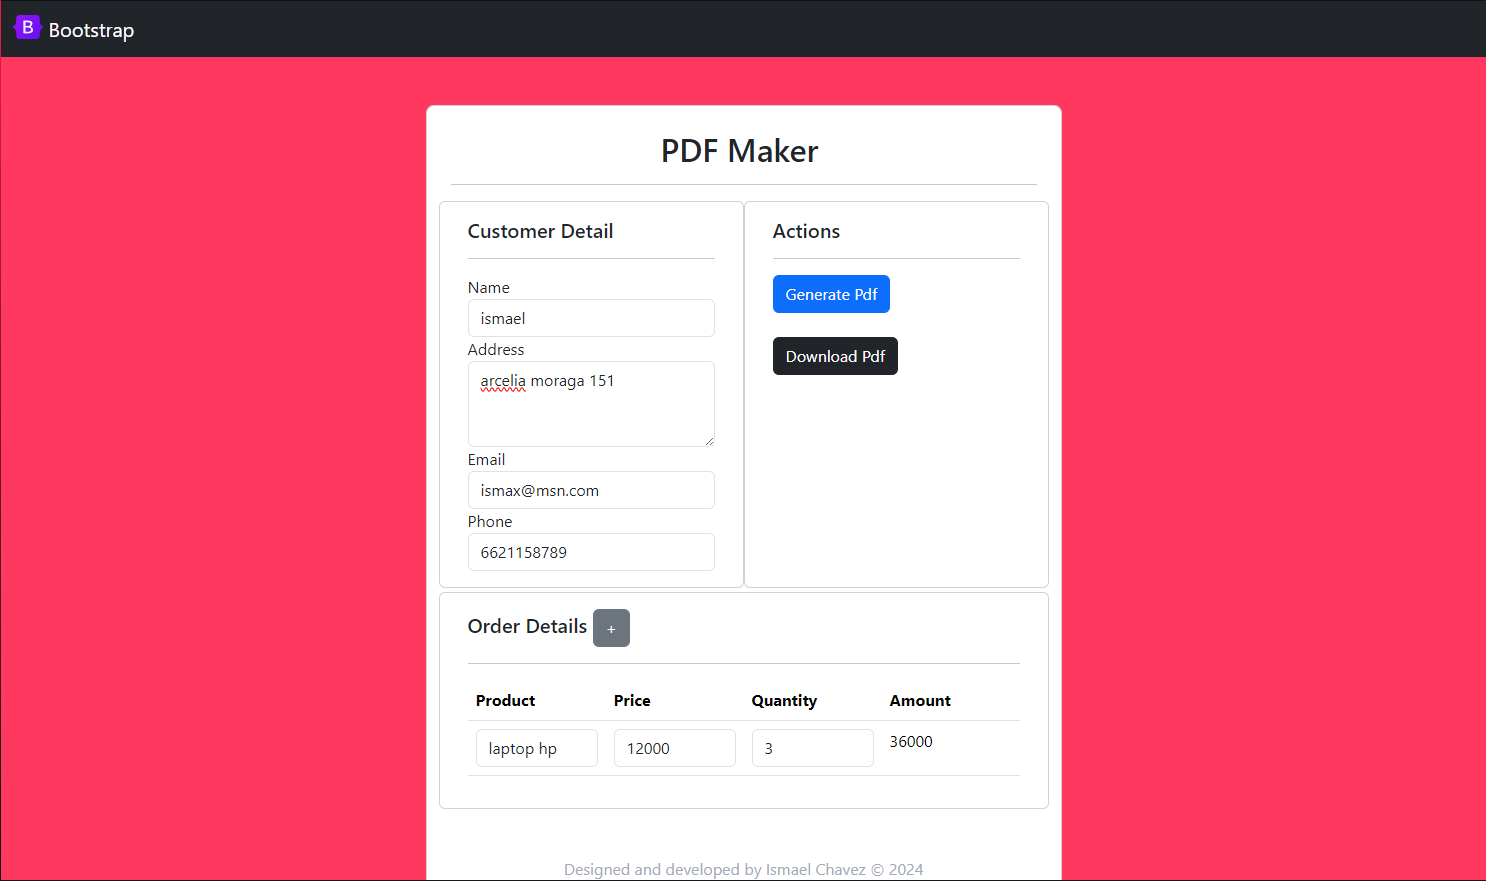 B Bootstrap
PDF Maker
Customer Detail
Name
ismael
Address
arcelia moraga 151
Email
ismax@msn.com
Phone
6621158789
Actions
Generate Pdf
Download Pdf
Order Details +
Product Price Quantity Amount
laptop hp 12000 3 36000
Designed and developed by Ismael Chavez © 2024